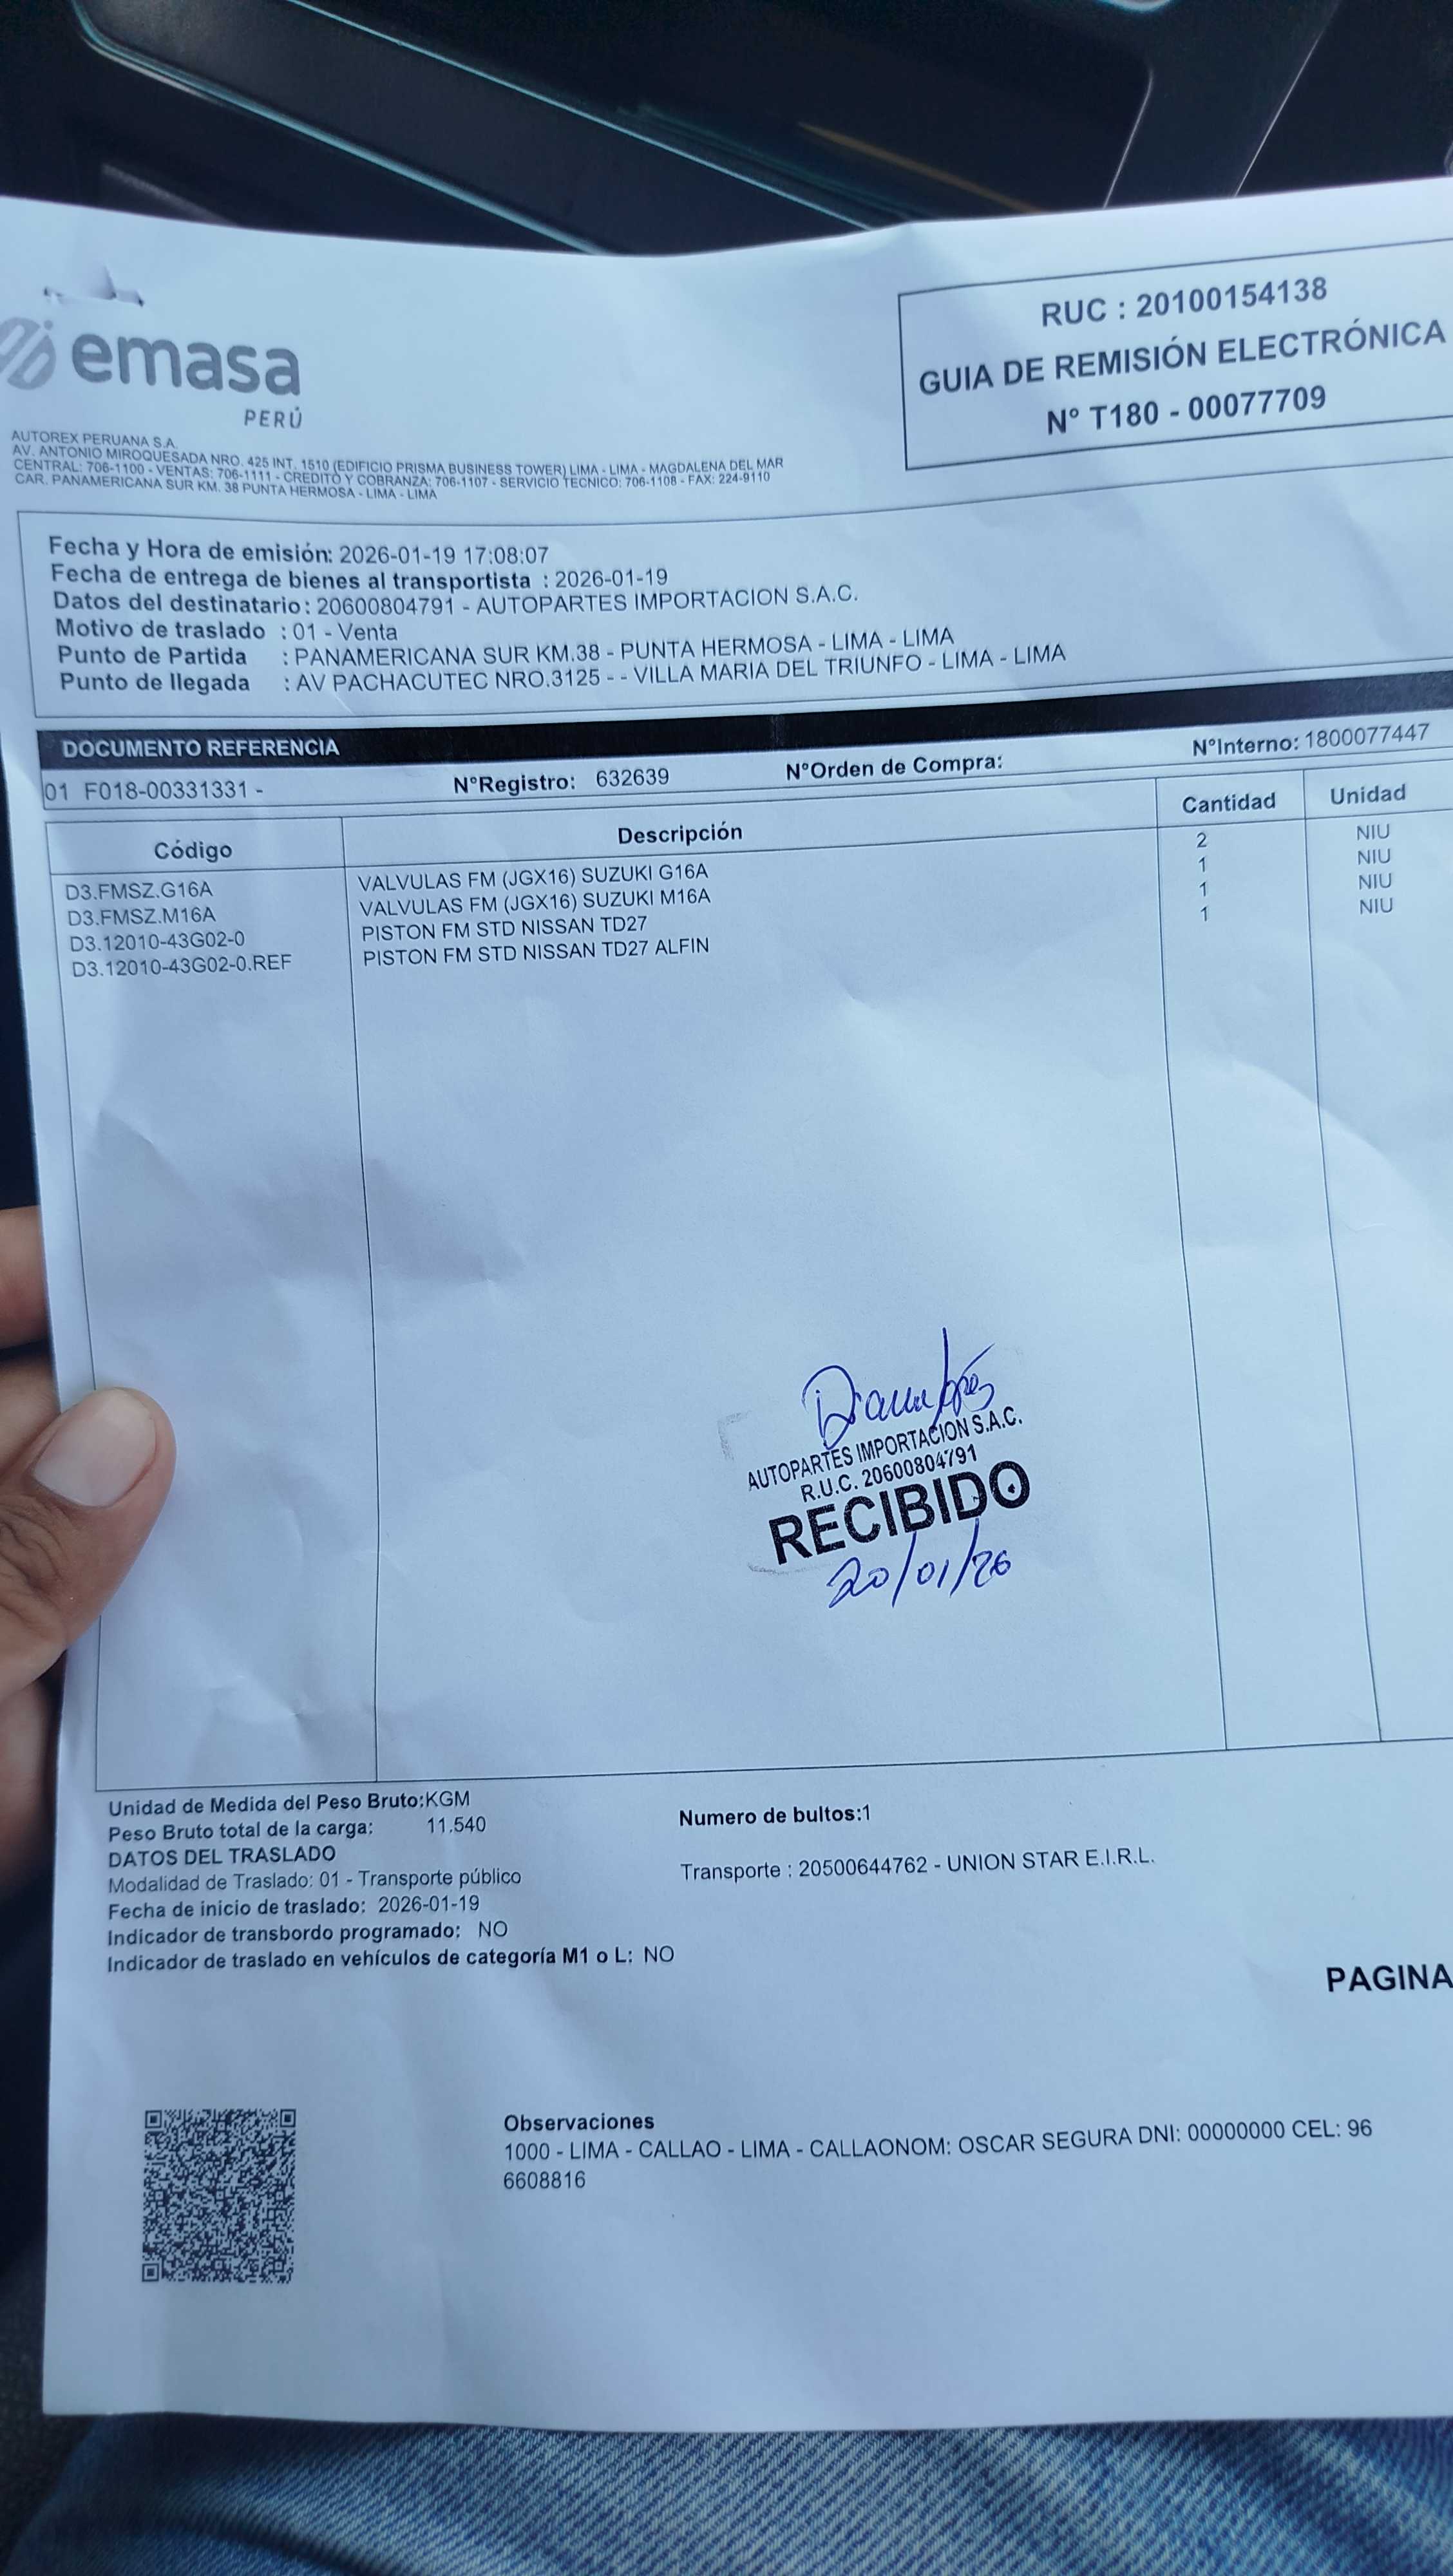 emasa
PERÚ
AUTOREX PERUANA S.A.
AV. ANTONIO MIROQUESADA NRO. 425 INT. 1510 (EDIFICIO PRISMA BUSINESS TOWER) LIMA - LIMA - MAGDALENA DEL MAR
CENTRAL: 706-1100 - VENTAS: 706-1111 - CREDITO Y COBRANZA: 706-1107 - SERVICIO TECNICO: 706-1108 - FAX: 224-9110
CAR. PANAMERICANA SUR KM. 38 PUNTA HERMOSA - LIMA - LIMA
RUC : 20100154138
GUIA DE REMISIÓN ELECTRÓNICA
N° T180 - 00077709
Fecha y Hora de emisión: 2026-01-19 17:08:07
Fecha de entrega de bienes al transportista : 2026-01-19
Datos del destinatario: 20600804791 - AUTOPARTES IMPORTACION S.A.C.
Motivo de traslado : 01 - Venta
Punto de Partida : PANAMERICANA SUR KM.38 - PUNTA HERMOSA - LIMA - LIMA
Punto de llegada : AV PACHACUTEC NRO.3125 - - VILLA MARIA DEL TRIUNFO - LIMA - LIMA
DOCUMENTO REFERENCIA
01 F018-00331331 - N°Registro: 632639 N°Orden de Compra: N°Interno: 1800077447
Código Descripción Cantidad Unidad
D3.FMSZ.G16A VALVULAS FM (JGX16) SUZUKI G16A 2 NIU
D3.FMSZ.M16A VALVULAS FM (JGX16) SUZUKI M16A 1 NIU
D3.12010-43G02-0 PISTON FM STD NISSAN TD27 1 NIU
D3.12010-43G02-0.REF PISTON FM STD NISSAN TD27 ALFIN 1 NIU
AUTOPARTES IMPORTACION S.A.C.
R.U.C. 20600804791
RECIBIDO
20/01/26
Unidad de Medida del Peso Bruto:KGM
Peso Bruto total de la carga: 11.540 Numero de bultos:1
DATOS DEL TRASLADO
Modalidad de Traslado: 01 - Transporte público Transporte : 20500644762 - UNION STAR E.I.R.L.
Fecha de inicio de traslado: 2026-01-19
Indicador de transbordo programado: NO
Indicador de traslado en vehículos de categoría M1 o L: NO
PAGINA
Observaciones
1000 - LIMA - CALLAO - LIMA - CALLAONOM: OSCAR SEGURA DNI: 00000000 CEL: 96
6608816